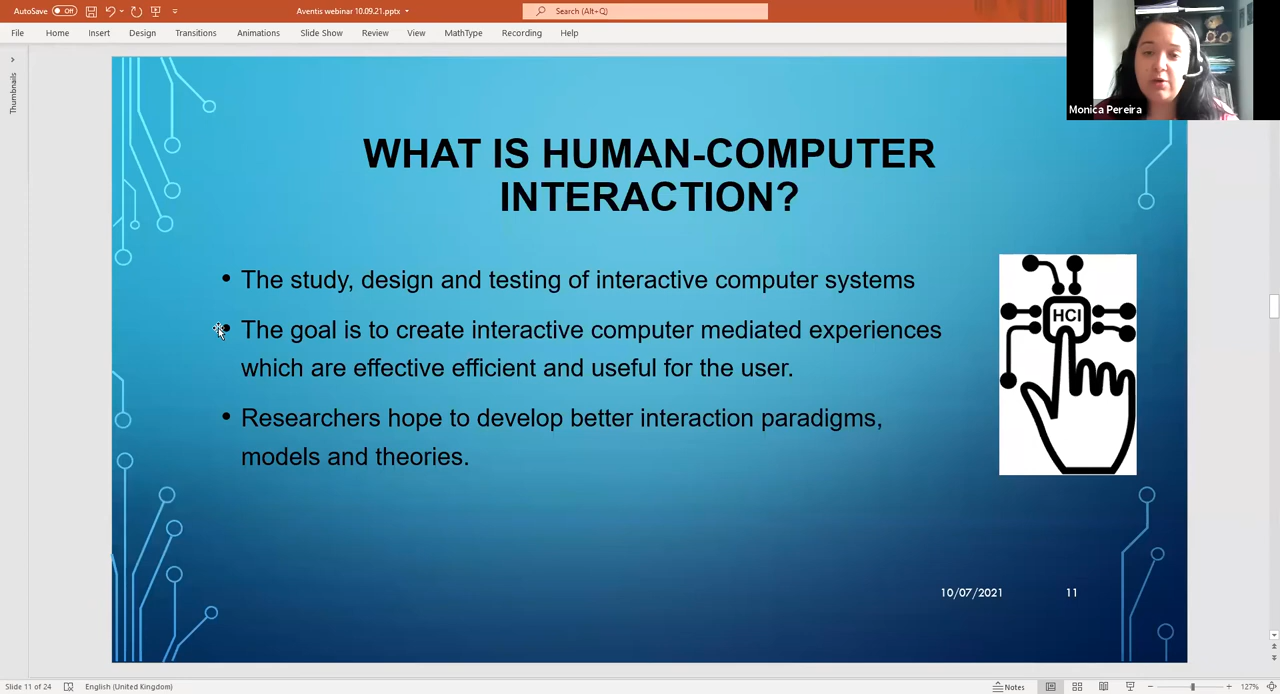 AutoSave Off
Aventis webinar 10.09.21.pptx
Search (Alt+Q)
File Home Insert Design Transitions Animations Slide Show Review View MathType Recording Help
Thumbnails
Monica Pereira
WHAT IS HUMAN-COMPUTER
INTERACTION?
• The study, design and testing of interactive computer systems
• The goal is to create interactive computer mediated experiences
which are effective efficient and useful for the user.
• Researchers hope to develop better interaction paradigms,
models and theories.
HCI
10/07/2021 11
Slide 11 of 24 English (United Kingdom) Notes 127%